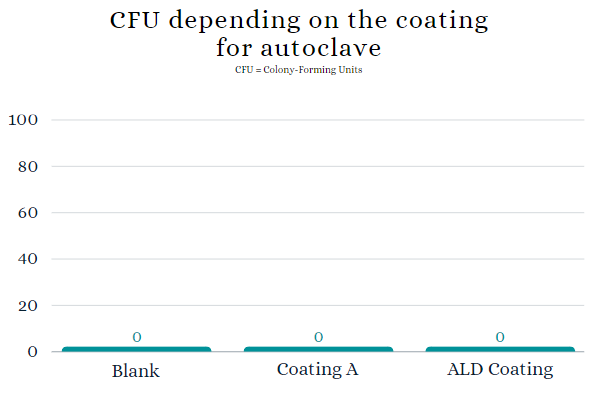 CFU depending on the coating
for autoclave
CFU = Colony-Forming Units
100
80
60
40
20
0
0 0 0
Blank Coating A ALD Coating